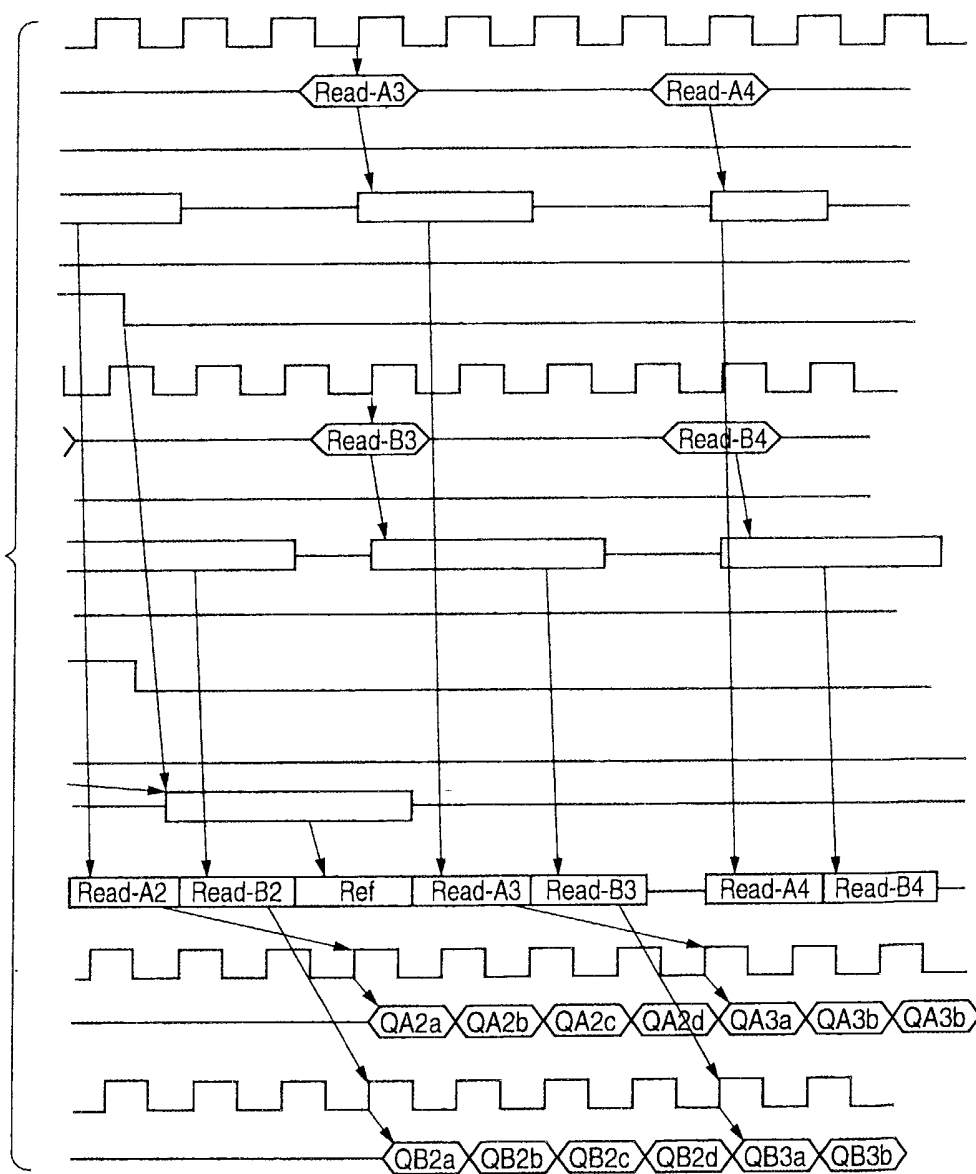 Read-A3 Read-A4
Read-B3 Read-B4
Read-A2 Read-B2 Ref Read-A3 Read-B3 Read-A4 Read-B4
QA2a QA2b QA2c QA2d QA3a QA3b QA3b
QB2a QB2b QB2c QB2d QB3a QB3b